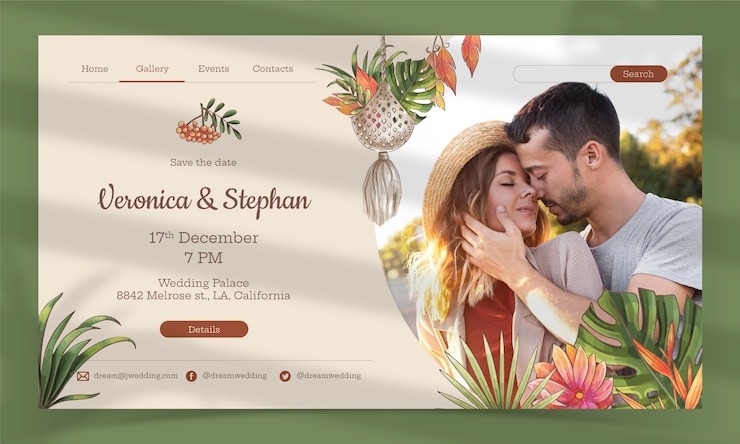 Home Gallery Events Contacts Search
Save the date
Veronica & Stephan
17th December
7 PM
Wedding Palace
8842 Melrose st., LA, California
Details
dream@jwedding.com @dreamwedding @dreamwedding